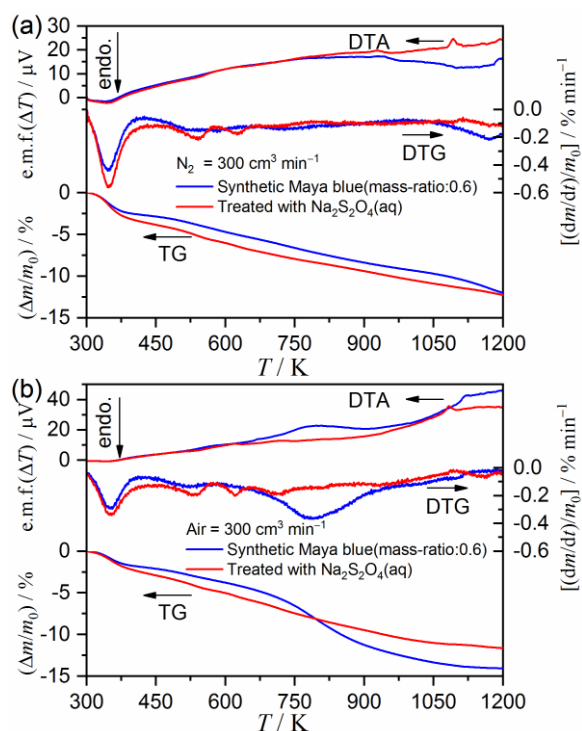 (a)
30
20
10
0
e.m.f.(ΔT) / μV
endo.
DTA
0.0
-0.2
-0.4
-0.6
[(dm/dt)/m₀] / % min⁻¹
DTG
N₂ = 300 cm³ min⁻¹
Synthetic Maya blue(mass-ratio:0.6)
Treated with Na₂S₂O₄(aq)
0
-5
-10
-15
(Δm/m₀) / %
TG
300 450 600 750 900 1050 1200
T / K
(b)
40
20
0
e.m.f.(ΔT) / μV
endo.
DTA
0.0
-0.2
-0.4
-0.6
[(dm/dt)/m₀] / % min⁻¹
DTG
Air = 300 cm³ min⁻¹
Synthetic Maya blue(mass-ratio:0.6)
Treated with Na₂S₂O₄(aq)
0
-5
-10
-15
(Δm/m₀) / %
TG
300 450 600 750 900 1050 1200
T / K